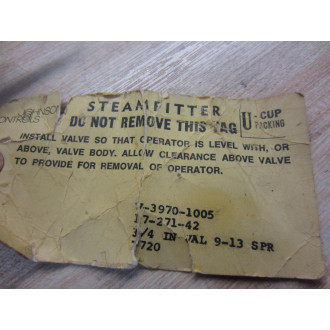 JOHNSON
CONTROLS
STEAMFITTER
DO NOT REMOVE THIS TAG
U-CUP
PACKING
INSTALL VALVE SO THAT OPERATOR IS LEVEL WITH, OR
ABOVE, VALVE BODY, ALLOW CLEARANCE ABOVE VALVE
TO PROVIDE FOR REMOVAL OF OPERATOR.
-3970-1005
17-271-42
3/4 IN VAL 9-13 SPR
720